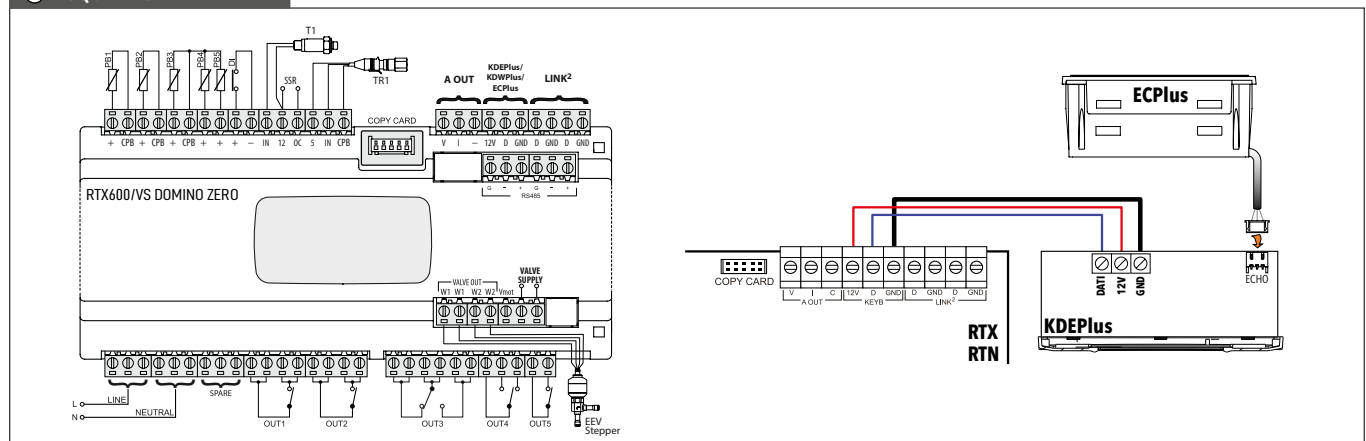 T1
PB1
PB2
PB3
PB4
PB5
DI
SSR
TR1
A OUT
KDEPlus/
KDWPlus/
ECPlus
LINK²
COPY CARD
+ CPB + CPB + CPB + + + — IN 12 OC 5 IN CPB
V I — 12V D GND D GND D GND
G – + G – +
RS485
RTX600/VS DOMINO ZERO
VALVE OUT
VALVE
SUPPLY
W1 W1 W2 W2 Vmot
L
LINE
N
NEUTRAL
SPARE
OUT1
OUT2
OUT3
OUT4
OUT5
EEV
Stepper
ECPlus
COPY CARD
V I C 12V D GND D GND D GND
A OUT
KEYB
LINK²
RTX
RTN
DATI
12V
GND
ECHO
KDEPlus